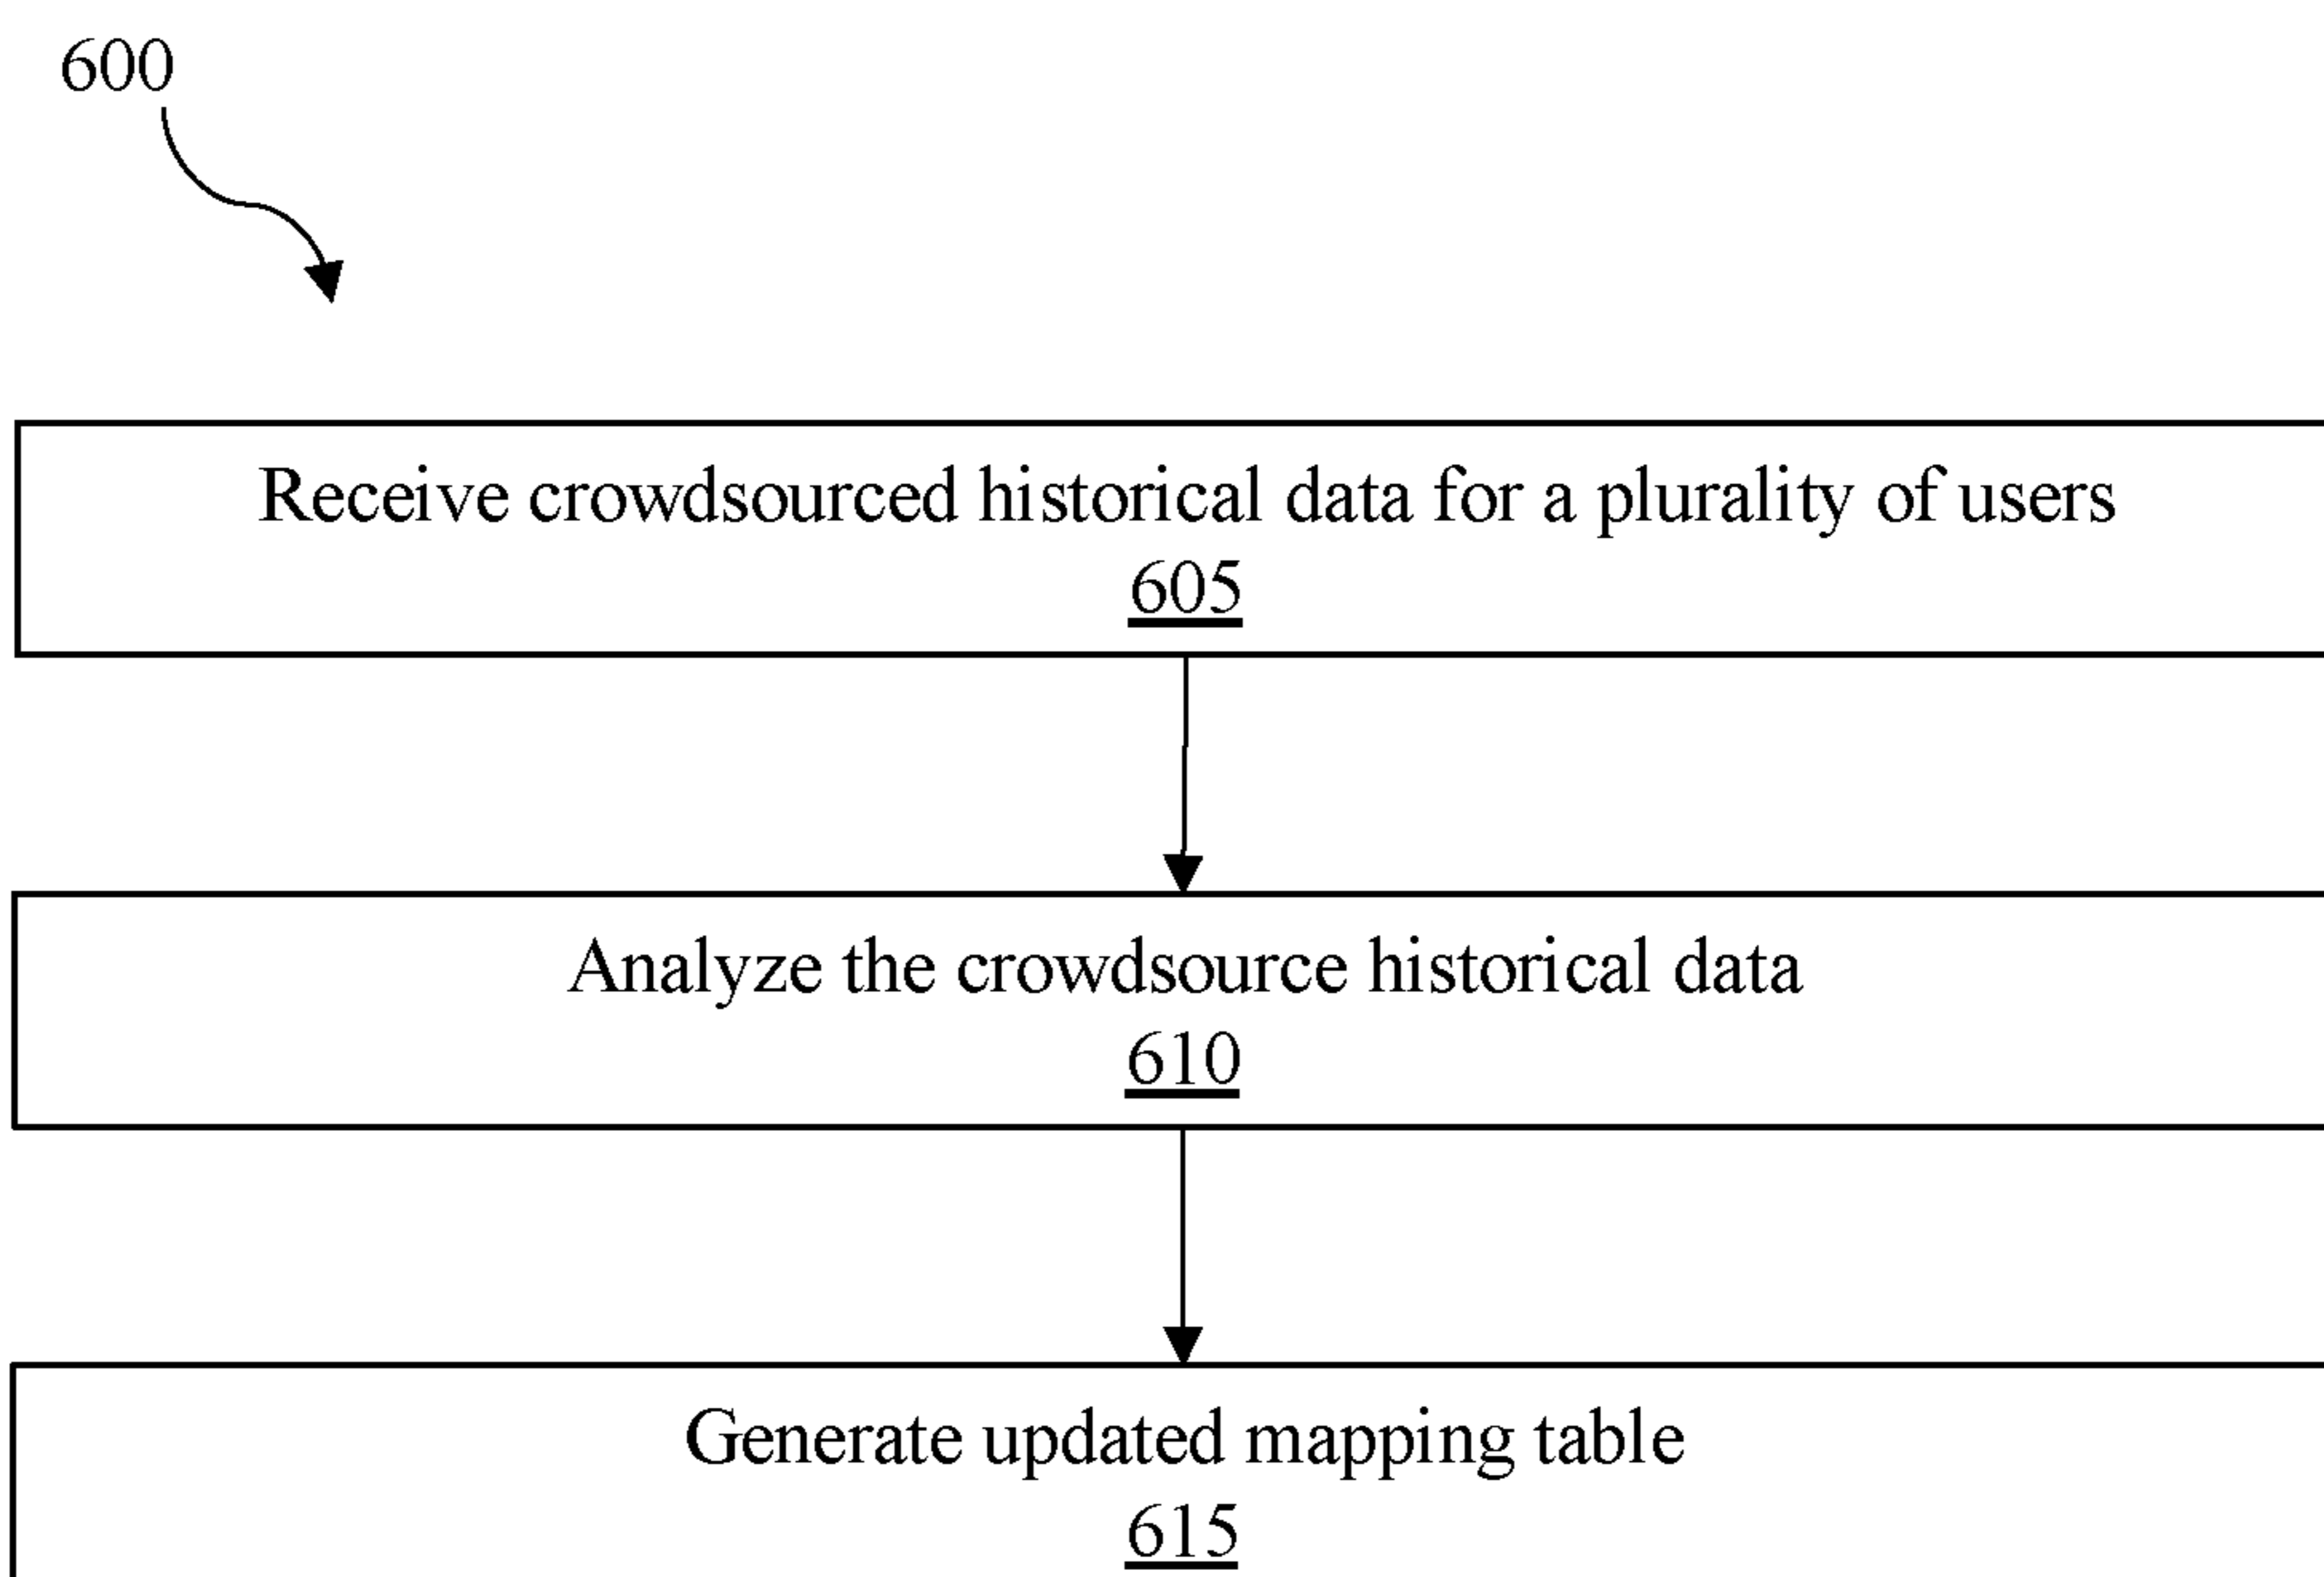 600
Receive crowdsourced historical data for a plurality of users
605
Analyze the crowdsource historical data
610
Generate updated mapping table
615